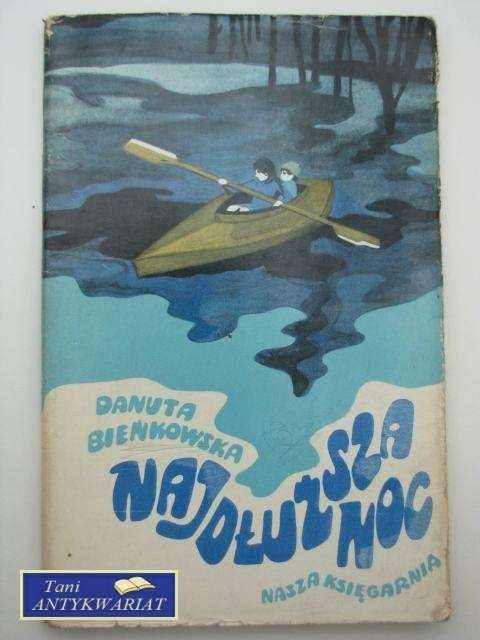 DANUTA
BIEŃKOWSKA
NAJDŁUŻSZA
NOC
NASZA KSIĘGARNIA
Tani
ANTYKWARIAT